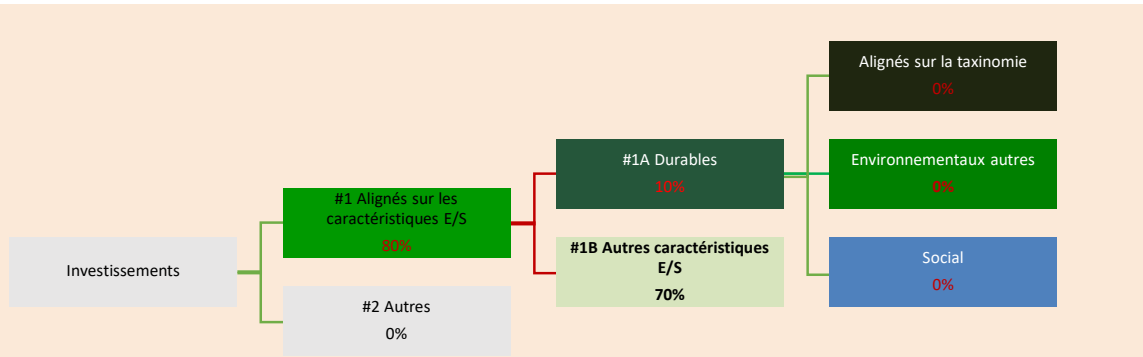 Investissements
#1 Alignés sur les
caractéristiques E/S
80%
#2 Autres
0%
#1A Durables
10%
#1B Autres caractéristiques
E/S
70%
Alignés sur la taxinomie
0%
Environnementaux autres
0%
Social
0%